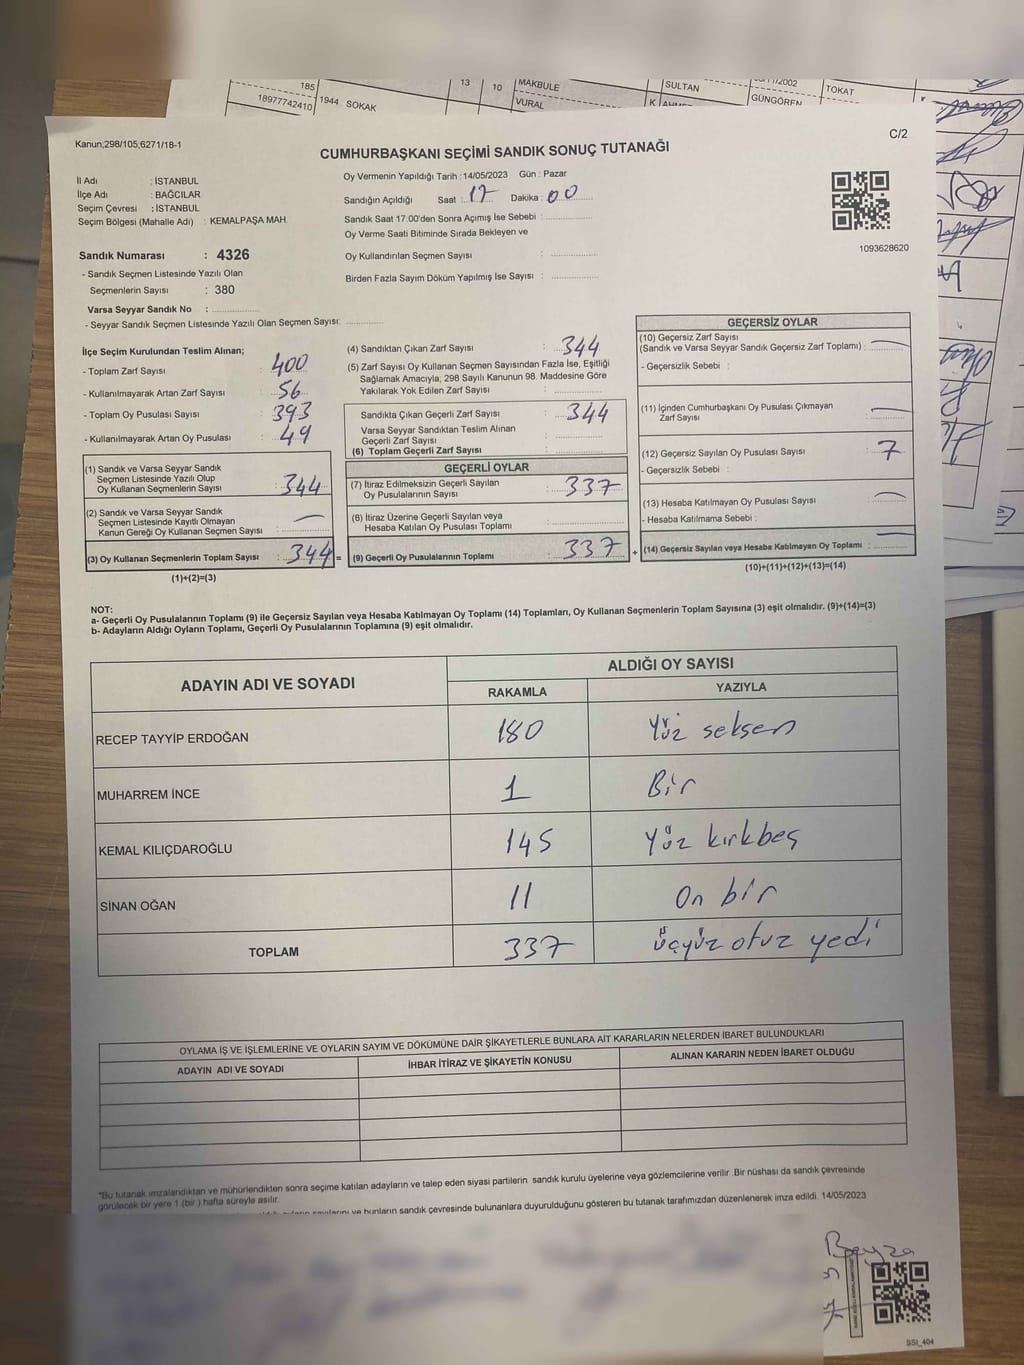 185
18977742410
1944 SOKAK
13
10
MAKBULE
VURAL
SULTAN
K
GÜNGÖREN
TOKAT
Kanun;298/105,6271/18-1
C/2
CUMHURBAŞKANI SEÇİMİ SANDIK SONUÇ TUTANAĞI
İl Adı : İSTANBUL
İlçe Adı : BAĞCILAR
Seçim Çevresi : İSTANBUL
Seçim Bölgesi (Mahalle Adı) : KEMALPAŞA MAH.
Oy Vermenin Yapıldığı Tarih : 14/05/2023 Gün : Pazar
Sandığın Açıldığı Saat : 17 Dakika : 00
Sandık Saat 17.00'den Sonra Açımış İse Sebebi :
Oy Verme Saati Bitiminde Sırada Bekleyen ve
Oy Kullandırılan Seçmen Sayısı :
Birden Fazla Sayım Döküm Yapılmış İse Sayısı :
1093628620
Sandık Numarası : 4326
- Sandık Seçmen Listesinde Yazılı Olan
Seçmenlerin Sayısı : 380
Varsa Seyyar Sandık No :
- Seyyar Sandık Seçmen Listesinde Yazılı Olan Seçmen Sayısı:
İlçe Seçim Kurulundan Teslim Alınan;
- Toplam Zarf Sayısı : 400
- Kullanılmayarak Artan Zarf Sayısı : 56
- Toplam Oy Pusulası Sayısı : 393
- Kullanılmayarak Artan Oy Pusulası : 49
(1) Sandık ve Varsa Seyyar Sandık
Seçmen Listesinde Yazılı Olup
Oy Kullanan Seçmenlerin Sayısı : 344
(2) Sandık ve Varsa Seyyar Sandık
Seçmen Listesinde Kayıtlı Olmayan
Kanun Gereği Oy Kullanan Seçmen Sayısı : —
(3) Oy Kullanan Seçmenlerin Toplam Sayısı : 344 =
(1)+(2)=(3)
(4) Sandıktan Çıkan Zarf Sayısı : 344
(5) Zarf Sayısı Oy Kullanan Seçmen Sayısından Fazla İse, Eşitliği
Sağlamak Amacıyla; 298 Sayılı Kanunun 98. Maddesine Göre
Yakılarak Yok Edilen Zarf Sayısı :
Sandıkta Çıkan Geçerli Zarf Sayısı : 344
Varsa Seyyar Sandıktan Teslim Alınan
Geçerli Zarf Sayısı :
(6) Toplam Geçerli Zarf Sayısı :
GEÇERLİ OYLAR
(7) İtiraz Edilmeksizin Geçerli Sayılan
Oy Pusulalarının Sayısı : 337
(8) İtiraz Üzerine Geçerli Sayılan veya
Hesaba Katılan Oy Pusulası Toplamı :
(9) Geçerli Oy Pusulalarının Toplamı : 337 +
GEÇERSİZ OYLAR
(10) Geçersiz Zarf Sayısı
(Sandık ve Varsa Seyyar Sandık Geçersiz Zarf Toplamı) : —
- Geçersizlik Sebebi :
(11) İçinden Cumhurbaşkanı Oy Pusulası Çıkmayan
Zarf Sayısı : —
(12) Geçersiz Sayılan Oy Pusulası Sayısı : 7
- Geçersizlik Sebebi :
(13) Hesaba Katılmayan Oy Pusulası Sayısı : —
- Hesaba Katılmama Sebebi :
(14) Geçersiz Sayılan veya Hesaba Katılmayan Oy Toplamı : —
(10)+(11)+(12)+(13)=(14)
NOT:
a- Geçerli Oy Pusulalarının Toplamı (9) ile Geçersiz Sayılan veya Hesaba Katılmayan Oy Toplamı (14) Toplamları, Oy Kullanan Seçmenlerin Toplam Sayısına (3) eşit olmalıdır. (9)+(14)=(3)
b- Adayların Aldığı Oyların Toplamı, Geçerli Oy Pusulalarının Toplamına (9) eşit olmalıdır.
ADAYIN ADI VE SOYADI
ALDIĞI OY SAYISI
RAKAMLA
YAZIYLA
RECEP TAYYİP ERDOĞAN 180 Yüz seksen
MUHARREM İNCE 1 Bir
KEMAL KILIÇDAROĞLU 145 Yüz kırkbeş
SİNAN OĞAN 11 On bir
TOPLAM 337 üçyüz otuz yedi
OYLAMA İŞ VE İŞLEMLERİNE VE OYLARIN SAYIM VE DÖKÜMÜNE DAİR ŞİKAYETLERLE BUNLARA AİT KARARLARIN NELERDEN İBARET BULUNDUKLARI
ADAYIN ADI VE SOYADI
İHBAR İTİRAZ VE ŞİKAYETİN KONUSU
ALINAN KARARIN NEDEN İBARET OLDUĞU
*Bu tutanak imzalandıktan ve mühürlendikten sonra seçime katılan adayların ve talep eden siyasi partilerin sandık kurulu üyelerine veya gözlemcilerine verilir. Bir nüshası da sandık çevresinde
görülecek bir yere 1 (bir ) hafta süreyle asılır.
ve bunların sandık çevresinde bulunanlara duyurulduğunu gösteren bu tutanak tarafımızdan düzenlenerek imza edildi. 14/05/2023
Beyza
SSI_404